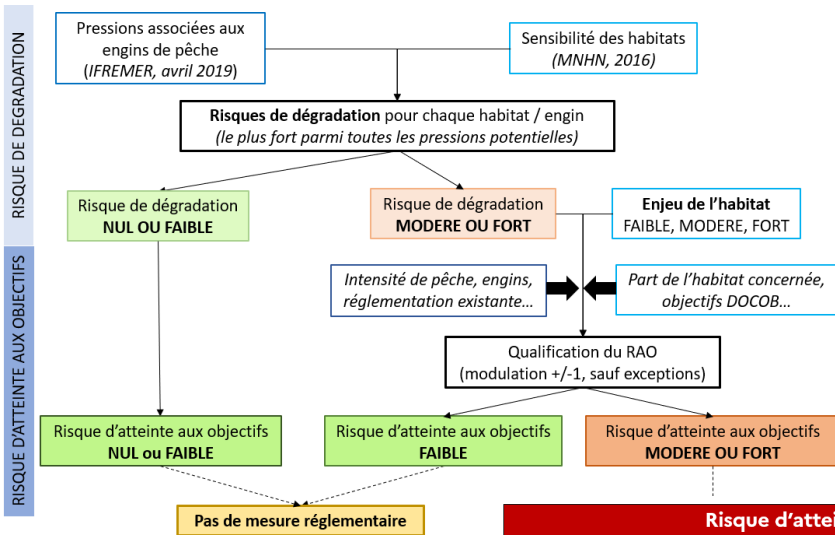 RISQUE DE DEGRADATION
Pressions associées aux
engins de pêche
(IFREMER, avril 2019)
Sensibilité des habitats
(MNHN, 2016)
Risques de dégradation pour chaque habitat / engin
(le plus fort parmi toutes les pressions potentielles)
Risque de dégradation
NUL OU FAIBLE
Risque de dégradation
MODERE OU FORT
Enjeu de l'habitat
FAIBLE, MODERE, FORT
RISQUE D'ATTEINTE AUX OBJECTIFS
Intensité de pêche, engins,
réglementation existante...
Part de l'habitat concernée,
objectifs DOCOB...
Qualification du RAO
(modulation +/-1, sauf exceptions)
Risque d'atteinte aux objectifs
NUL ou FAIBLE
Risque d'atteinte aux objectifs
FAIBLE
Risque d'atteinte aux objectifs
MODERE OU FORT
Pas de mesure réglementaire
Risque d'attei